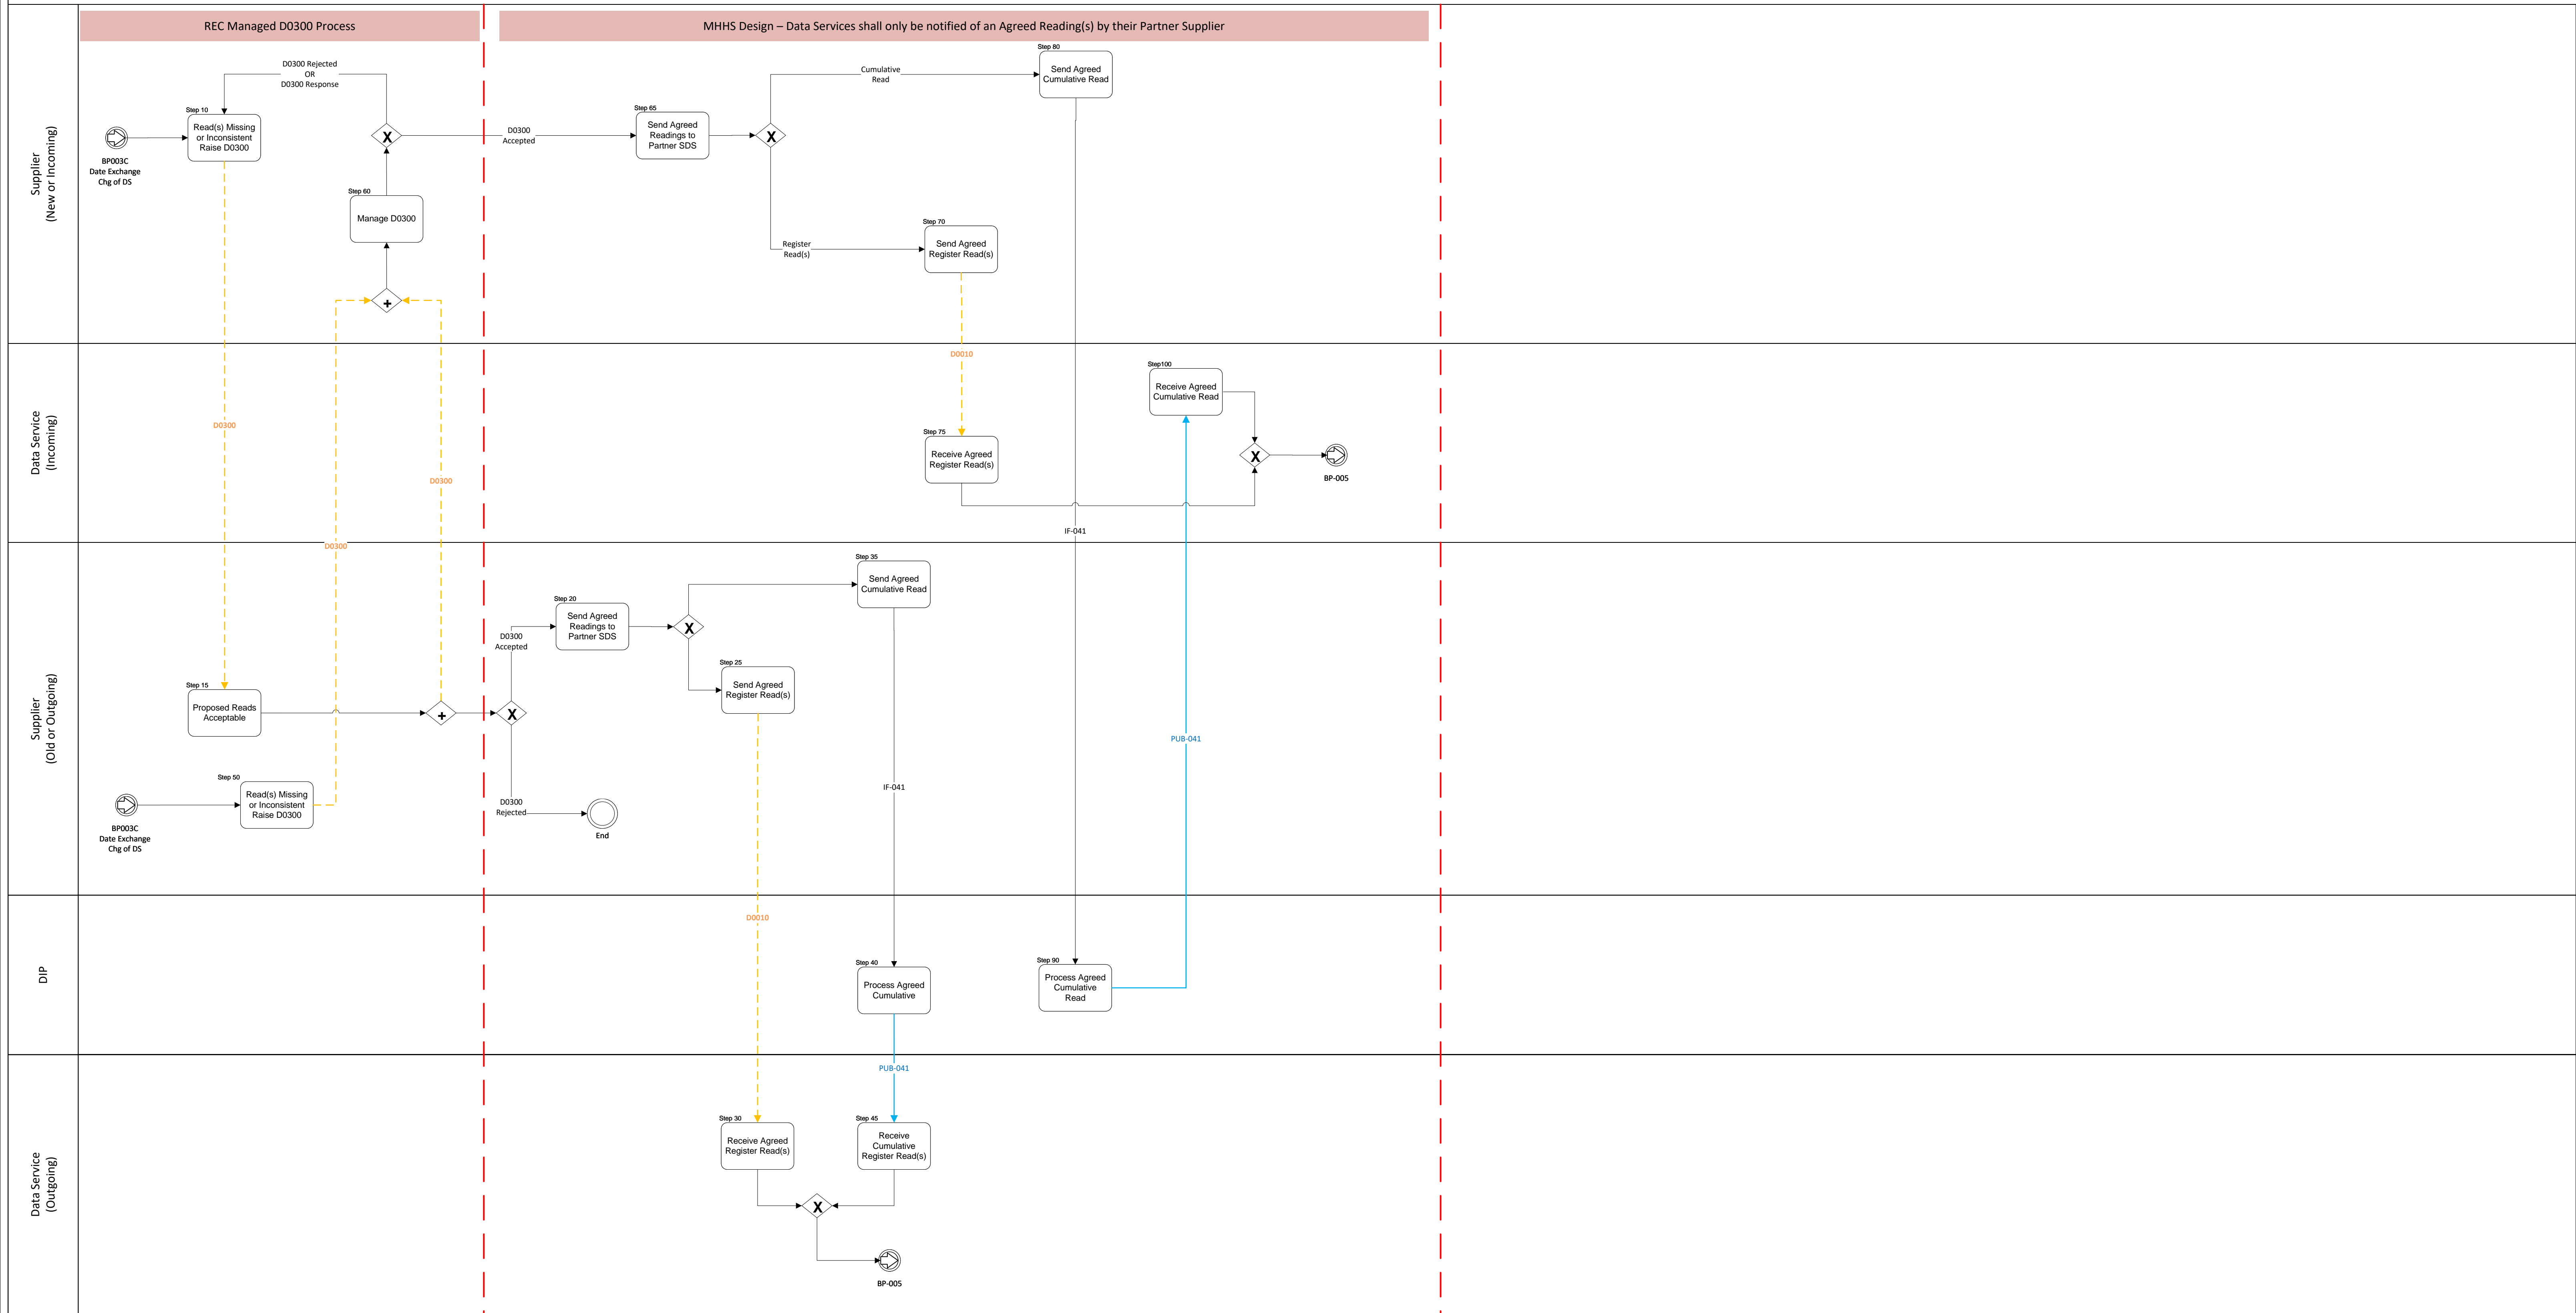 REC Managed D0300 Process
MHHS Design – Data Services shall only be notified of an Agreed Reading(s) by their Partner Supplier
Supplier
(New or Incoming)
BP003C
Date Exchange
Chg of DS
Step 10
Read(s) Missing
or Inconsistent
Raise D0300
D0300 Rejected
OR
D0300 Response
X
Step 60
Manage D0300
+
D0300
Accepted
Step 65
Send Agreed
Readings to
Partner SDS
X
Cumulative
Read
Step 80
Send Agreed
Cumulative Read
Register
Read(s)
Step 70
Send Agreed
Register Read(s)
Data Service
(Incoming)
D0300
D0300
D0300
D0010
Step 75
Receive Agreed
Register Read(s)
Step100
Receive Agreed
Cumulative Read
X
BP-005
IF-041
Supplier
(Old or Outgoing)
Step 15
Proposed Reads
Acceptable
+
X
D0300
Accepted
Step 20
Send Agreed
Readings to
Partner SDS
X
Step 35
Send Agreed
Cumulative Read
Step 25
Send Agreed
Register Read(s)
BP003C
Date Exchange
Chg of DS
Step 50
Read(s) Missing
or Inconsistent
Raise D0300
D0300
Rejected
End
IF-041
PUB-041
DIP
D0010
Step 40
Process Agreed
Cumulative
Step 90
Process Agreed
Cumulative
Read
Data Service
(Outgoing)
PUB-041
Step 30
Receive Agreed
Register Read(s)
Step 45
Receive
Cumulative
Register Read(s)
X
BP-005